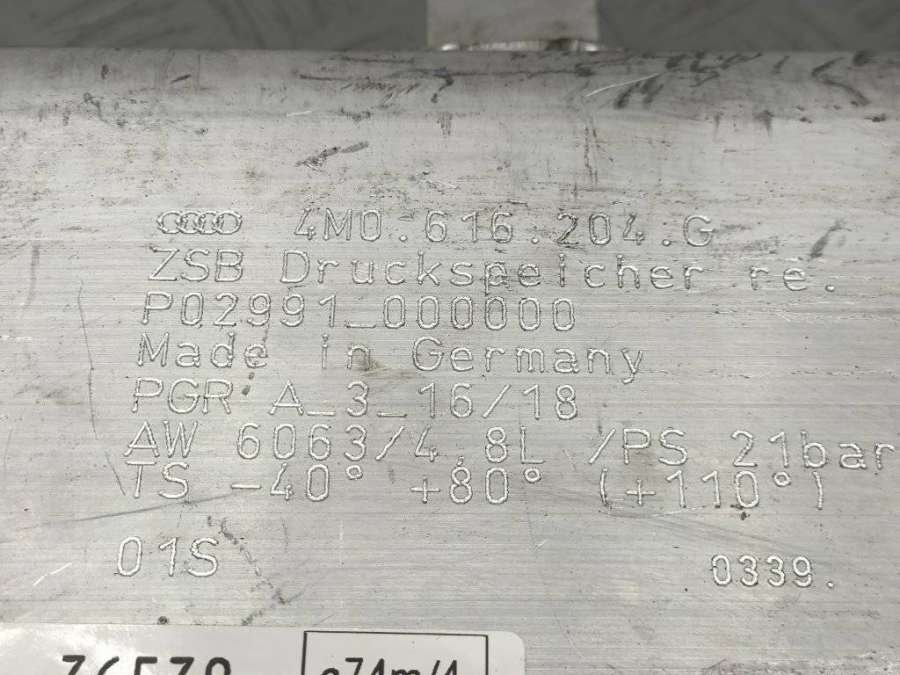 4M0.616.204.G
ZSB Druckspeicher re.
P02991_000000
Made in Germany
PGR A_3_16/18
AW 6063/4.8L /PS 21bar
TS -40° +80° (+110°)
01S 0339.